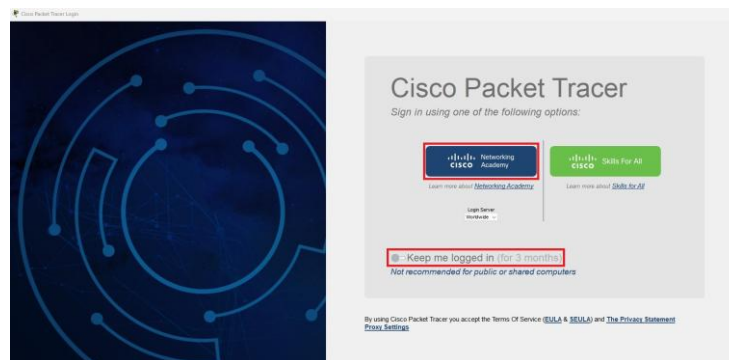 Cisco Packet Tracer Login
Cisco Packet Tracer
Sign in using one of the following options:
CISCO Networking Academy
CISCO Skills For All
Learn more about Networking Academy
Learn more about Skills for All
Login Server
Worldwide
Keep me logged in (for 3 months)
Not recommended for public or shared computers
By using Cisco Packet Tracer you accept the Terms Of Service (EULA & SEULA) and The Privacy Statement
Proxy Settings